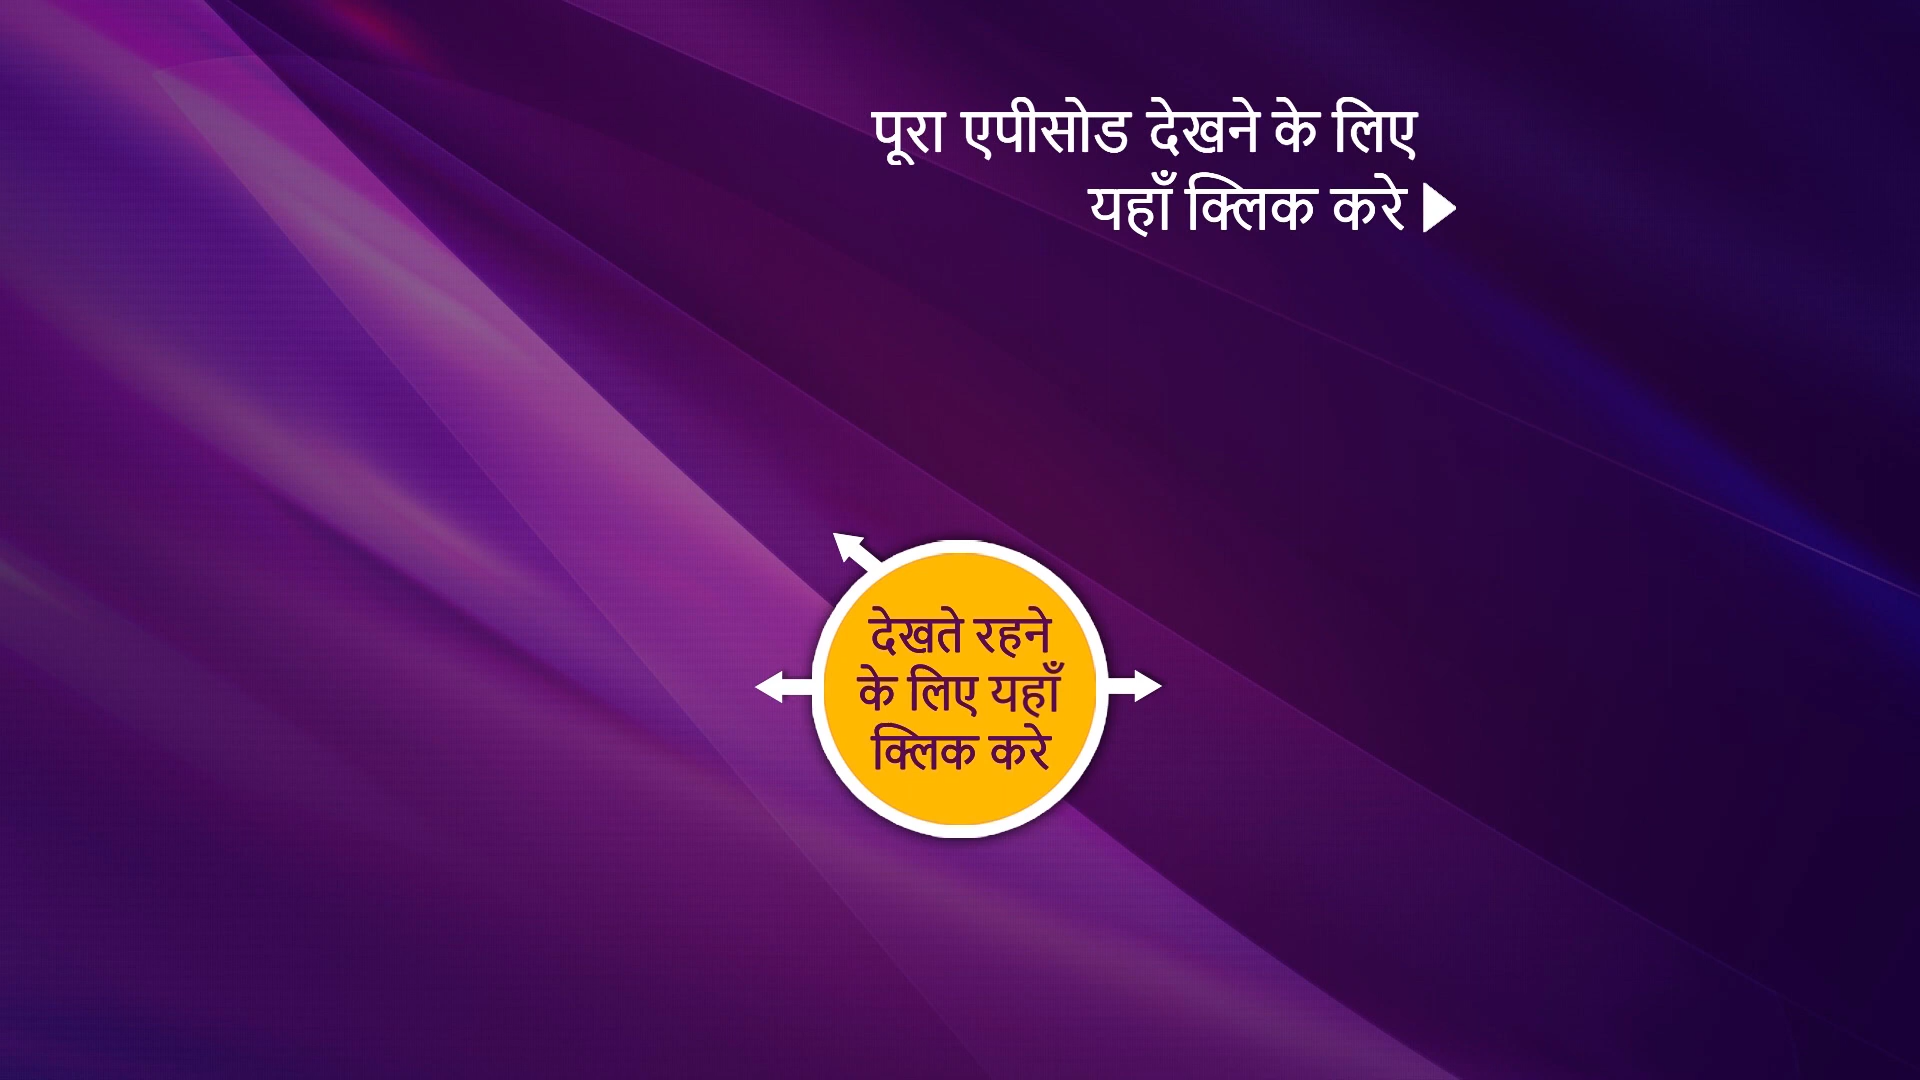 पूरा एपीसोड देखने के लिए
यहाँ क्लिक करे
देखते रहने
के लिए यहाँ
क्लिक करे